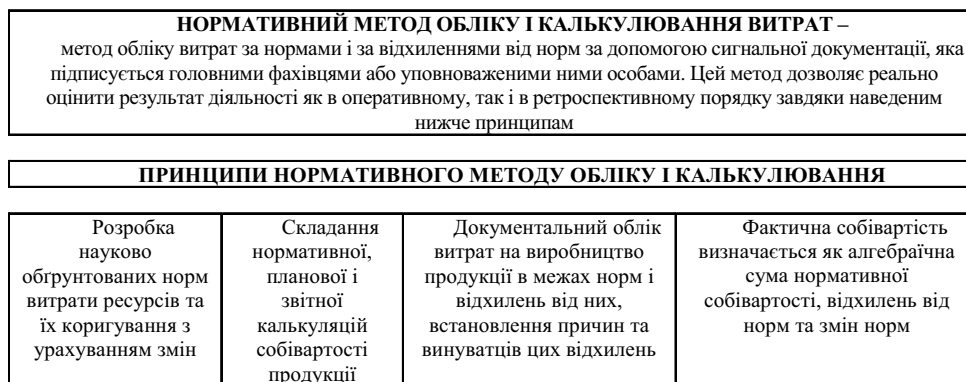 НОРМАТИВНИЙ МЕТОД ОБЛІКУ І КАЛЬКУЛЮВАННЯ ВИТРАТ –
метод обліку витрат за нормами і за відхиленнями від норм за допомогою сигнальної документації, яка
підписується головними фахівцями або уповноваженими ними особами. Цей метод дозволяє реально
оцінити результат діяльності як в оперативному, так і в ретроспективному порядку завдяки наведеним
нижче принципам
ПРИНЦИПИ НОРМАТИВНОГО МЕТОДУ ОБЛІКУ І КАЛЬКУЛЮВАННЯ
Розробка
науково
обґрунтованих норм
витрати ресурсів та
їх коригування з
урахуванням змін
Складання
нормативної,
планової і
звітної
калькуляцій
собівартості
продукції
Документальний облік
витрат на виробництво
продукції в межах норм і
відхилень від них,
встановлення причин та
винуватців цих відхилень
Фактична собівартість
визначається як алгебраїчна
сума нормативної
собівартості, відхилень від
норм та змін норм